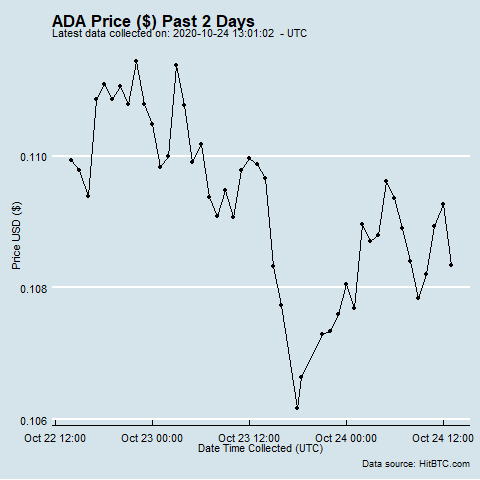 ADA Price ($) Past 2 Days
Latest data collected on: 2020-10-24 13:01:02 - UTC
Price USD ($)
0.110
0.108
0.106
Oct 22 12:00 Oct 23 00:00 Oct 23 12:00 Oct 24 00:00 Oct 24 12:00
Date Time Collected (UTC)
Data source: HitBTC.com